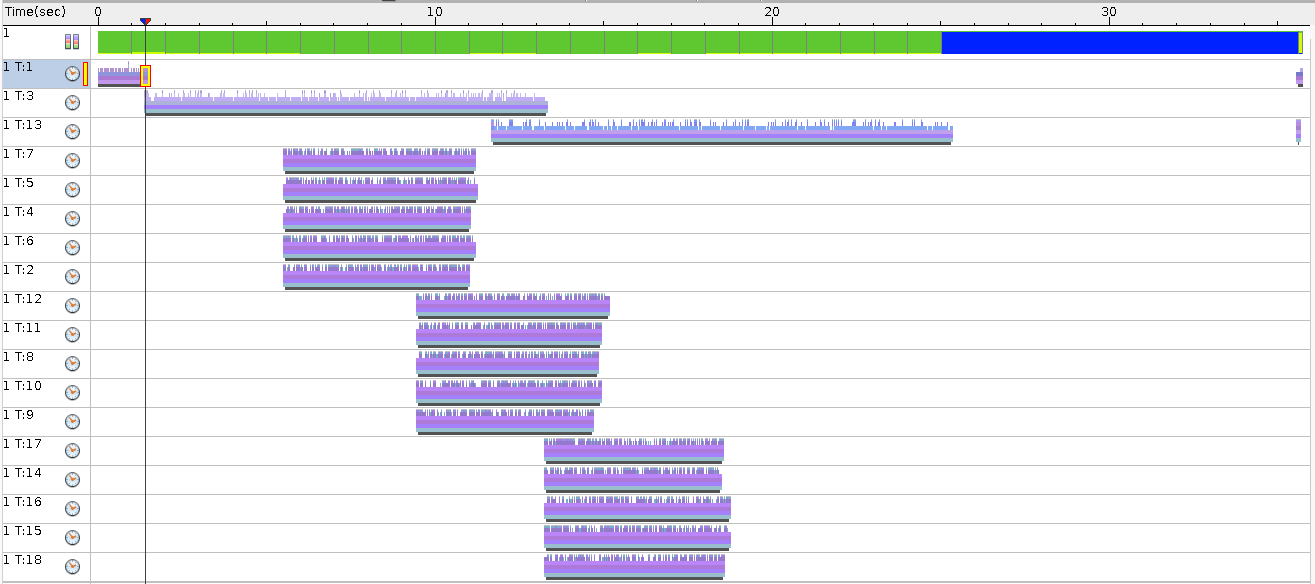 Time(sec) 0 10 20 30
1
1 T:1
1 T:3
1 T:13
1 T:7
1 T:5
1 T:4
1 T:6
1 T:2
1 T:12
1 T:11
1 T:8
1 T:10
1 T:9
1 T:17
1 T:14
1 T:16
1 T:15
1 T:18